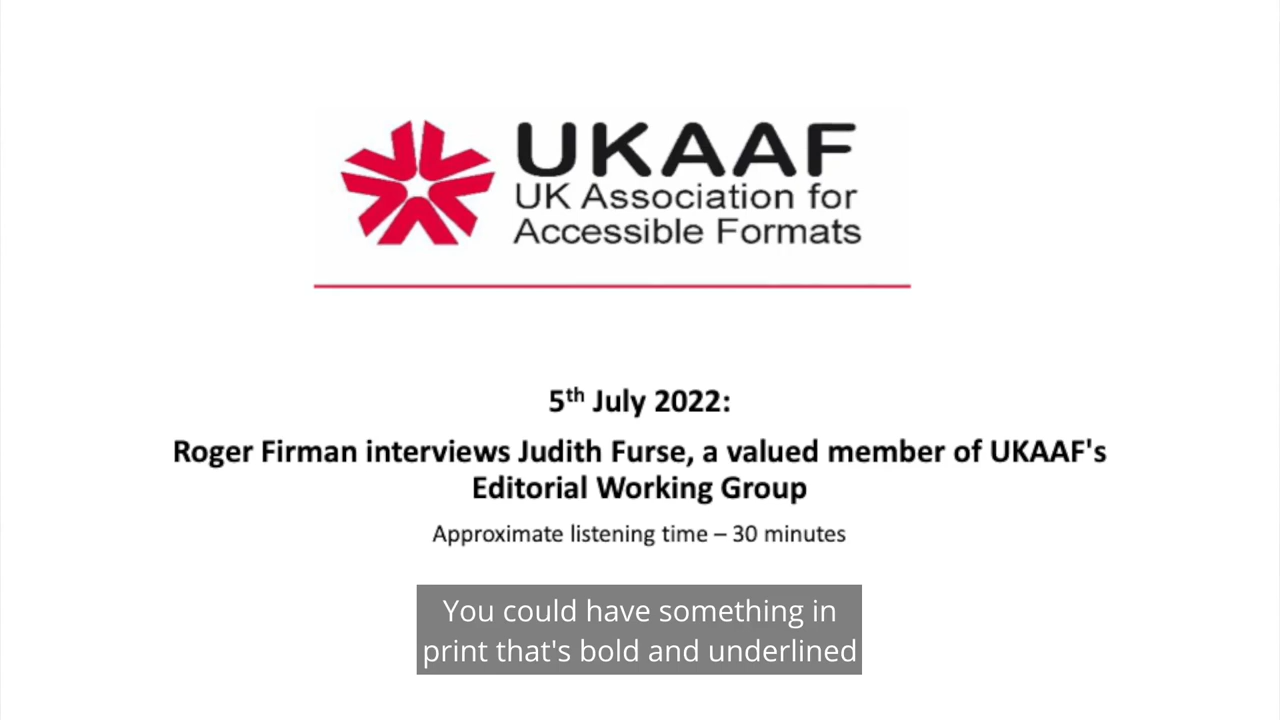 UKAAF
UK Association for
Accessible Formats
5th July 2022:
Roger Firman interviews Judith Furse, a valued member of UKAAF's
Editorial Working Group
Approximate listening time – 30 minutes
You could have something in
print that's bold and underlined